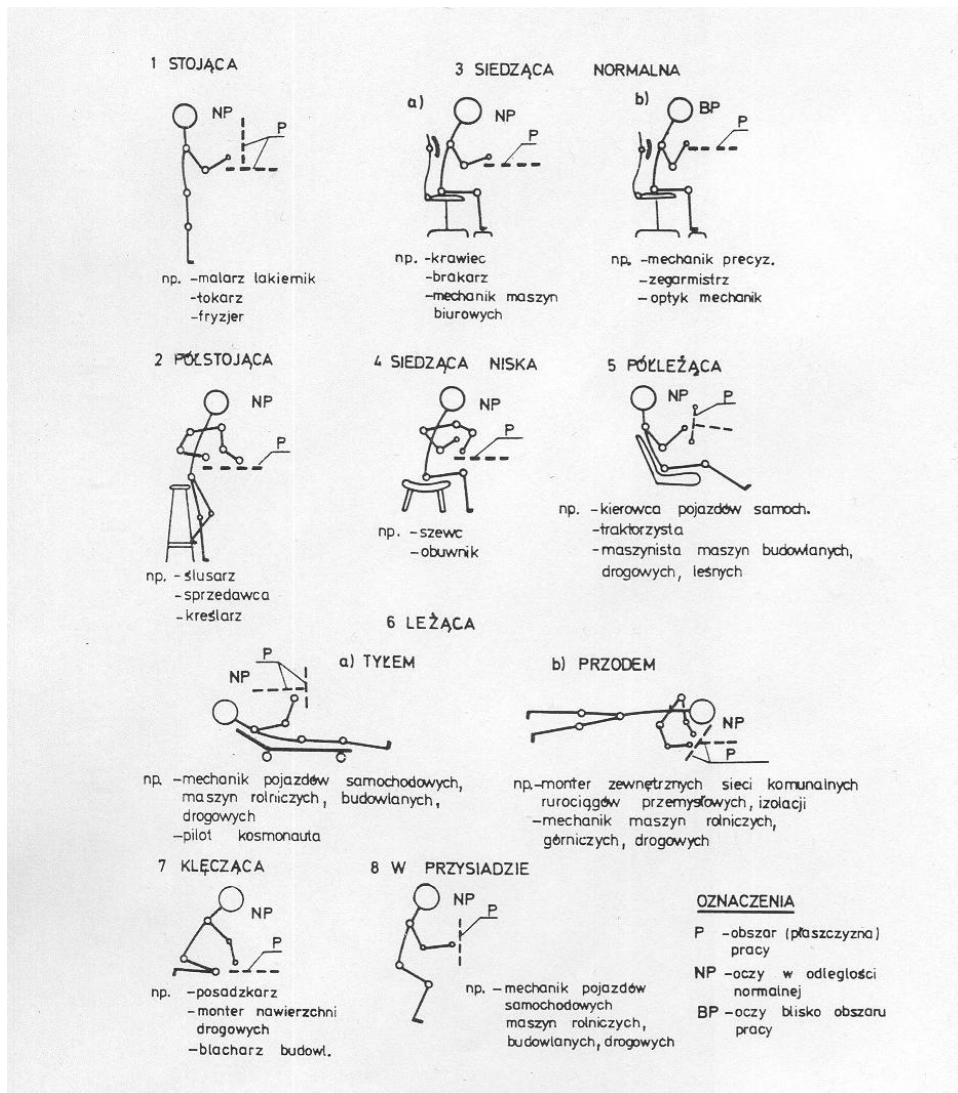 1 STOJĄCA
NP
P
np. -malarz lakiernik
-tokarz
-fryzjer
3 SIEDZĄCA NORMALNA
a)
NP
P
np. -krawiec
-brakarz
-mechanik maszyn
biurowych
b)
BP
P
np. -mechanik precyz.
-zegarmistrz
- optyk mechanik
2 PÓŁSTOJĄCA
NP
P
np. - ślusarz
- sprzedawca
- kreślarz
4 SIEDZĄCA NISKA
NP
P
np. - szewc
- obuwnik
5 PÓŁLEŻĄCA
NP
P
np. - kierowca pojazdów samoch.
-traktorzysta
-maszynista maszyn budowlanych,
drogowych, leśnych
6 LEŻĄCA
a) TYŁEM
P
NP
np. -mechanik pojazdów samochodowych,
maszyn rolniczych, budowlanych,
drogowych
-pilot kosmonauta
b) PRZODEM
NP
P
np.-monter zewnętrznych sieci komunalnych
rurociągów przemysłowych, izolacji
-mechanik maszyn rolniczych,
górniczych, drogowych
7 KLĘCZĄCA
NP
P
np. -posadzkarz
- monter nawierzchni
drogowych
-blacharz budowl.
8 W PRZYSIADZIE
NP
P
np. - mechanik pojazdów
samochodowych
maszyn rolniczych,
budowlanych, drogowych
OZNACZENIA
P -obszar (płaszczyzna)
pracy
NP -oczy w odległości
normalnej
BP -oczy blisko obszaru
pracy